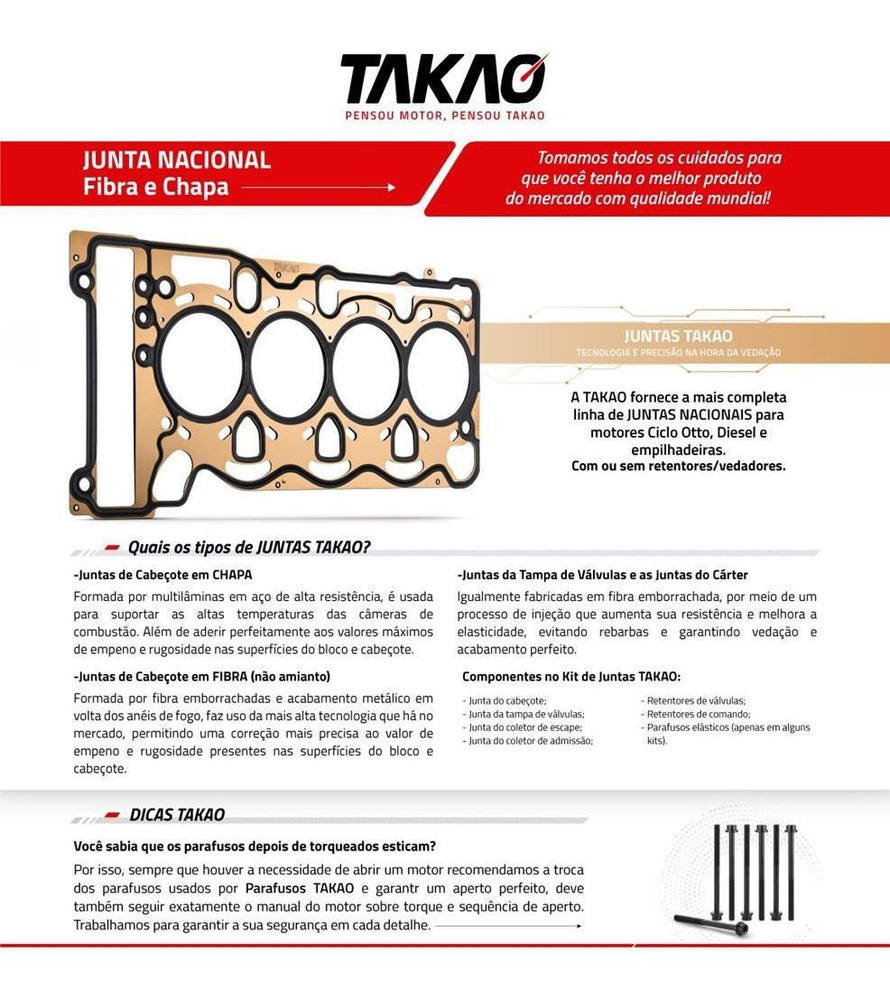 TAKAO
PENSOU MOTOR, PENSOU TAKAO
JUNTA NACIONAL
Fibra e Chapa
Tomamos todos os cuidados para
que você tenha o melhor produto
do mercado com qualidade mundial!
TAKAO
JUNTAS TAKAO
TECNOLOGIA E PRECISÃO NA HORA DA VEDAÇÃO
A TAKAO fornece a mais completa
linha de JUNTAS NACIONAIS para
motores Ciclo Otto, Diesel e
empilhadeiras.
Com ou sem retentores/vedadores.
Quais os tipos de JUNTAS TAKAO?
-Juntas de Cabeçote em CHAPA
Formada por multilâminas em aço de alta resistência, é usada
para suportar as altas temperaturas das câmeras de
combustão. Além de aderir perfeitamente aos valores máximos
de empeno e rugosidade nas superfícies do bloco e cabeçote.
-Juntas de Cabeçote em FIBRA (não amianto)
Formada por fibra emborrachadas e acabamento metálico em
volta dos anéis de fogo, faz uso da mais alta tecnologia que há no
mercado, permitindo uma correção mais precisa ao valor de
empeno e rugosidade presentes nas superfícies do bloco e
cabeçote.
-Juntas da Tampa de Válvulas e as Juntas do Cárter
Igualmente fabricadas em fibra emborrachada, por meio de um
processo de injeção que aumenta sua resistência e melhora a
elasticidade, evitando rebarbas e garantindo vedação e
acabamento perfeito.
Componentes no Kit de Juntas TAKAO:
- Junta do cabeçote;
- Junta da tampa de válvulas;
- Junta do coletor de escape;
- Junta do coletor de admissão;
- Retentores de válvulas;
- Retentores de comando;
- Parafusos elásticos (apenas em alguns
kits).
DICAS TAKAO
Você sabia que os parafusos depois de torqueados esticam?
Por isso, sempre que houver a necessidade de abrir um motor recomendamos a troca
dos parafusos usados por Parafusos TAKAO e garantr um aperto perfeito, deve
também seguir exatamente o manual do motor sobre torque e sequência de aperto.
Trabalhamos para garantir a sua segurança em cada detalhe.